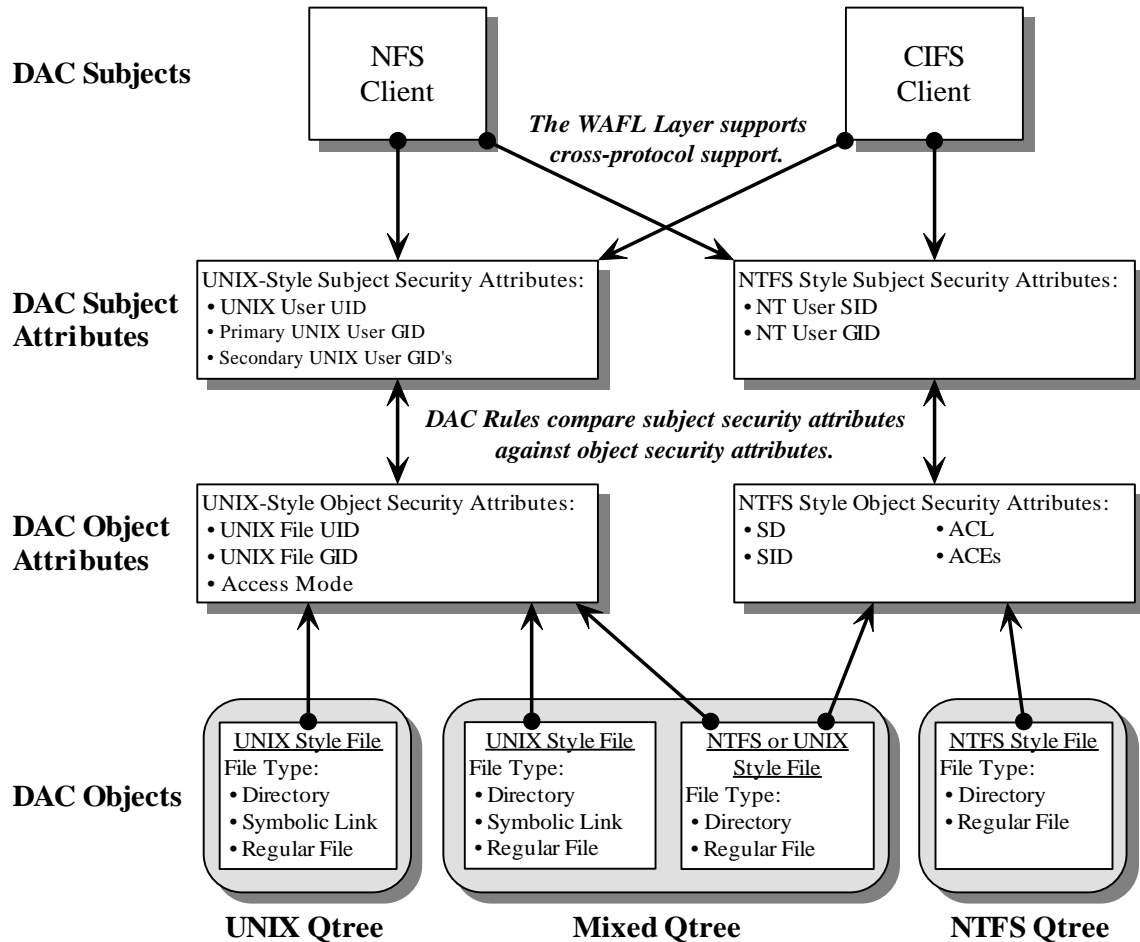 DAC Subjects
NFS
Client
CIFS
Client
The WAFL Layer supports
cross-protocol support.
DAC Subject
Attributes
UNIX-Style Subject Security Attributes:
• UNIX User UID
• Primary UNIX User GID
• Secondary UNIX User GID's
NTFS Style Subject Security Attributes:
• NT User SID
• NT User GID
DAC Rules compare subject security attributes
against object security attributes.
DAC Object
Attributes
UNIX-Style Object Security Attributes:
• UNIX File UID
• UNIX File GID
• Access Mode
NTFS Style Object Security Attributes:
• SD • ACL
• SID • ACEs
DAC Objects
UNIX Style File
File Type:
• Directory
• Symbolic Link
• Regular File
UNIX Style File
File Type:
• Directory
• Symbolic Link
• Regular File
NTFS or UNIX
Style File
File Type:
• Directory
• Regular File
NTFS Style File
File Type:
• Directory
• Regular File
UNIX Qtree
Mixed Qtree
NTFS Qtree